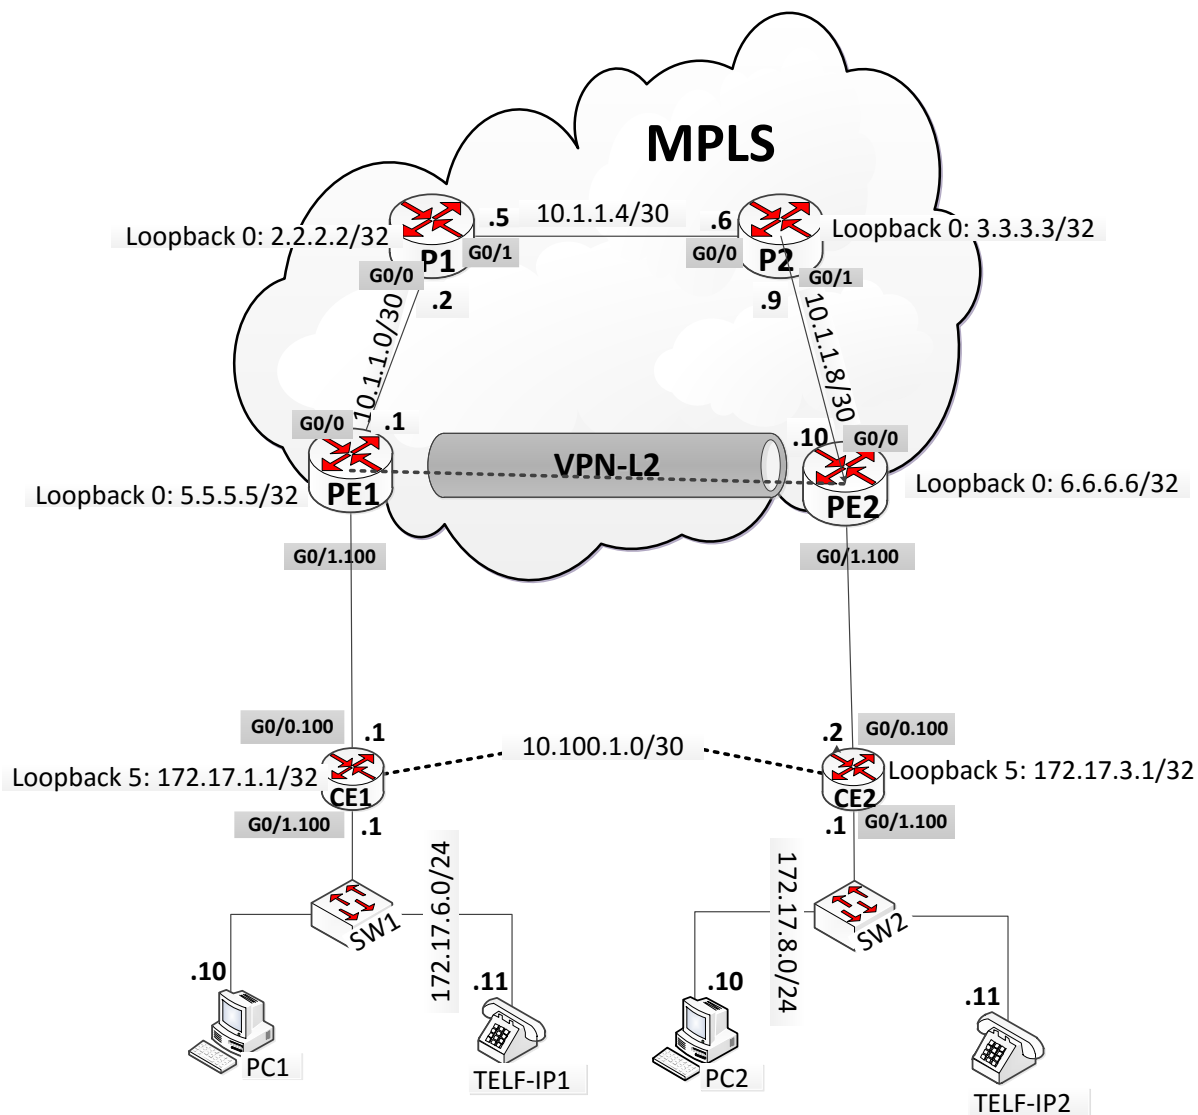 MPLS
.5
10.1.1.4/30
.6
Loopback 0: 2.2.2.2/32
Loopback 0: 3.3.3.3/32
P1
G0/1
G0/0
P2
G0/0
G0/1
.2
.9
10.1.1.0/30
10.1.1.8/30
G0/0
.1
.10
G0/0
VPN-L2
PE1
Loopback 0: 5.5.5.5/32
PE2
Loopback 0: 6.6.6.6/32
G0/1.100
G0/1.100
G0/0.100
.1
10.100.1.0/30
.2
G0/0.100
Loopback 5: 172.17.1.1/32
CE1
Loopback 5: 172.17.3.1/32
CE2
G0/1.100
.1
.1
G0/1.100
172.17.6.0/24
172.17.8.0/24
SW1
SW2
.10
.11
.10
.11
PC1
TELF-IP1
PC2
TELF-IP2